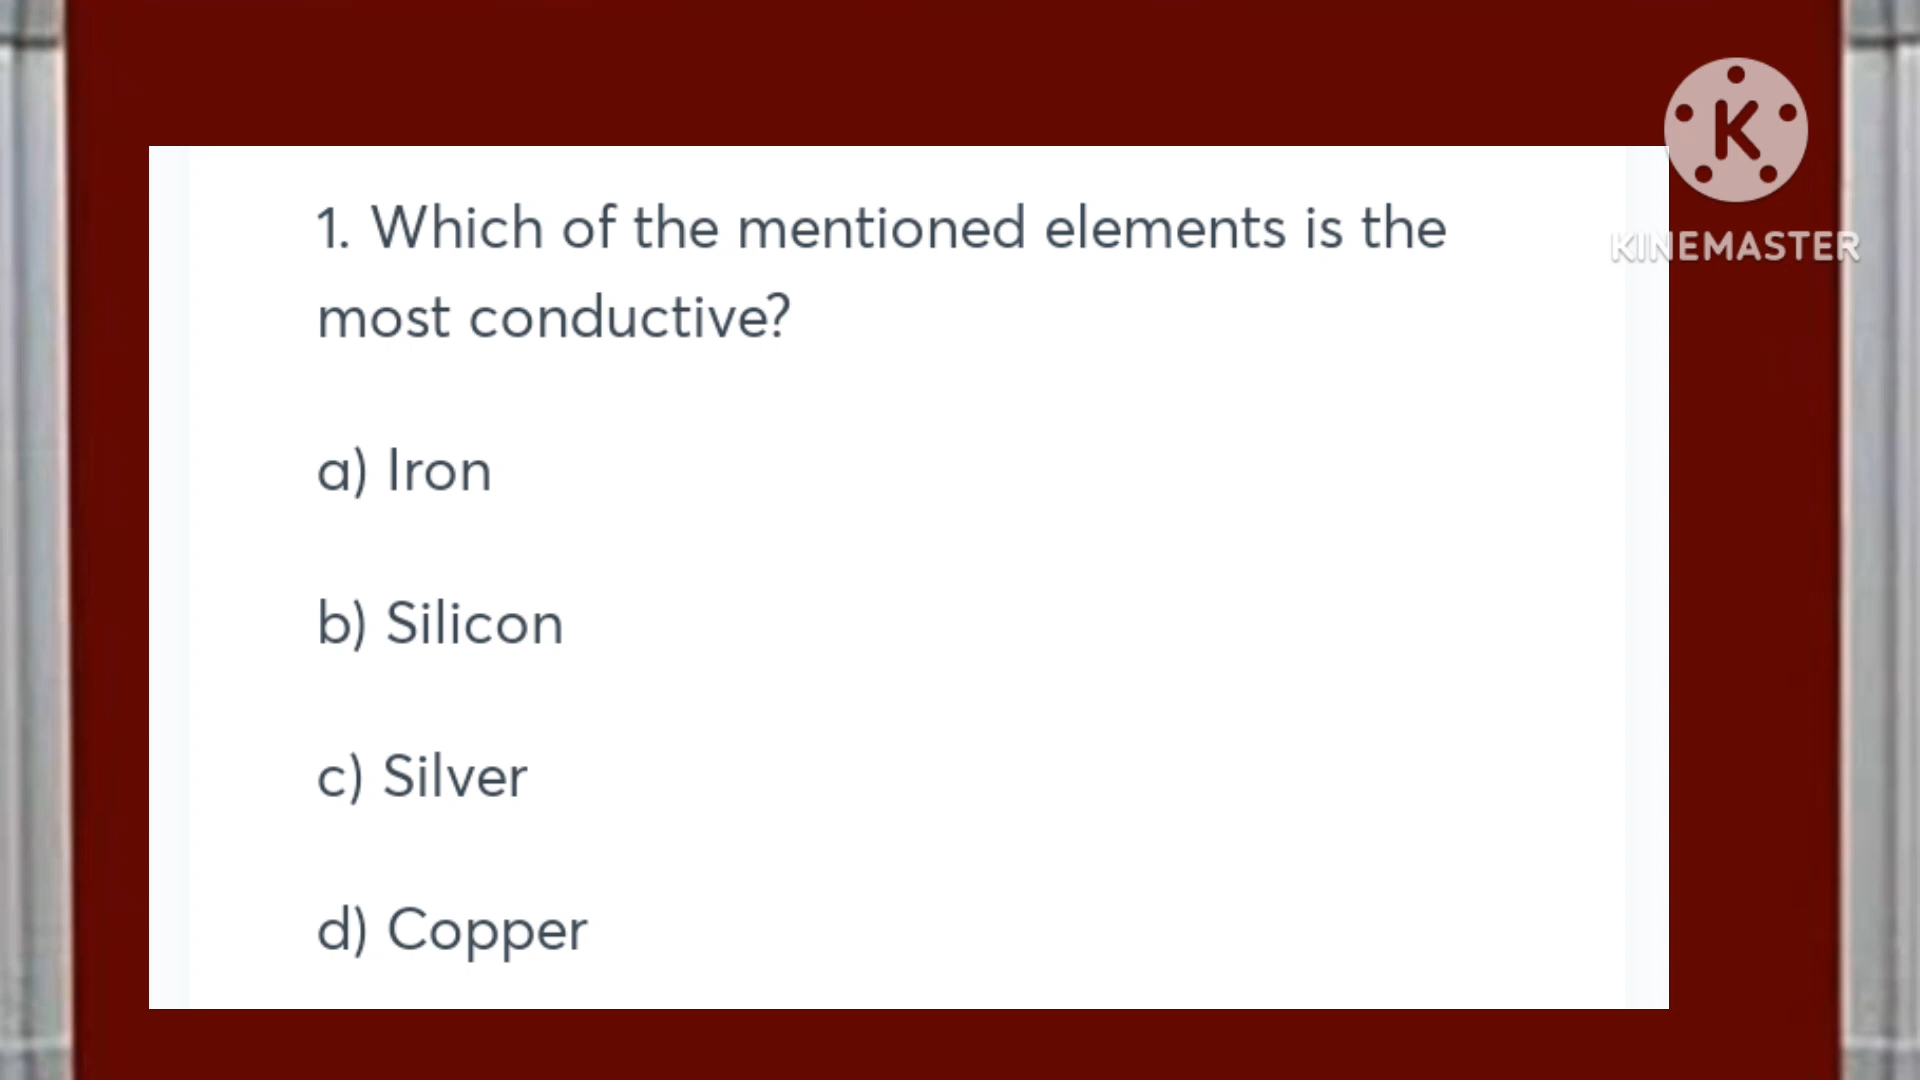 K
KINEMASTER
1. Which of the mentioned elements is the
most conductive?
a) Iron
b) Silicon
c) Silver
d) Copper